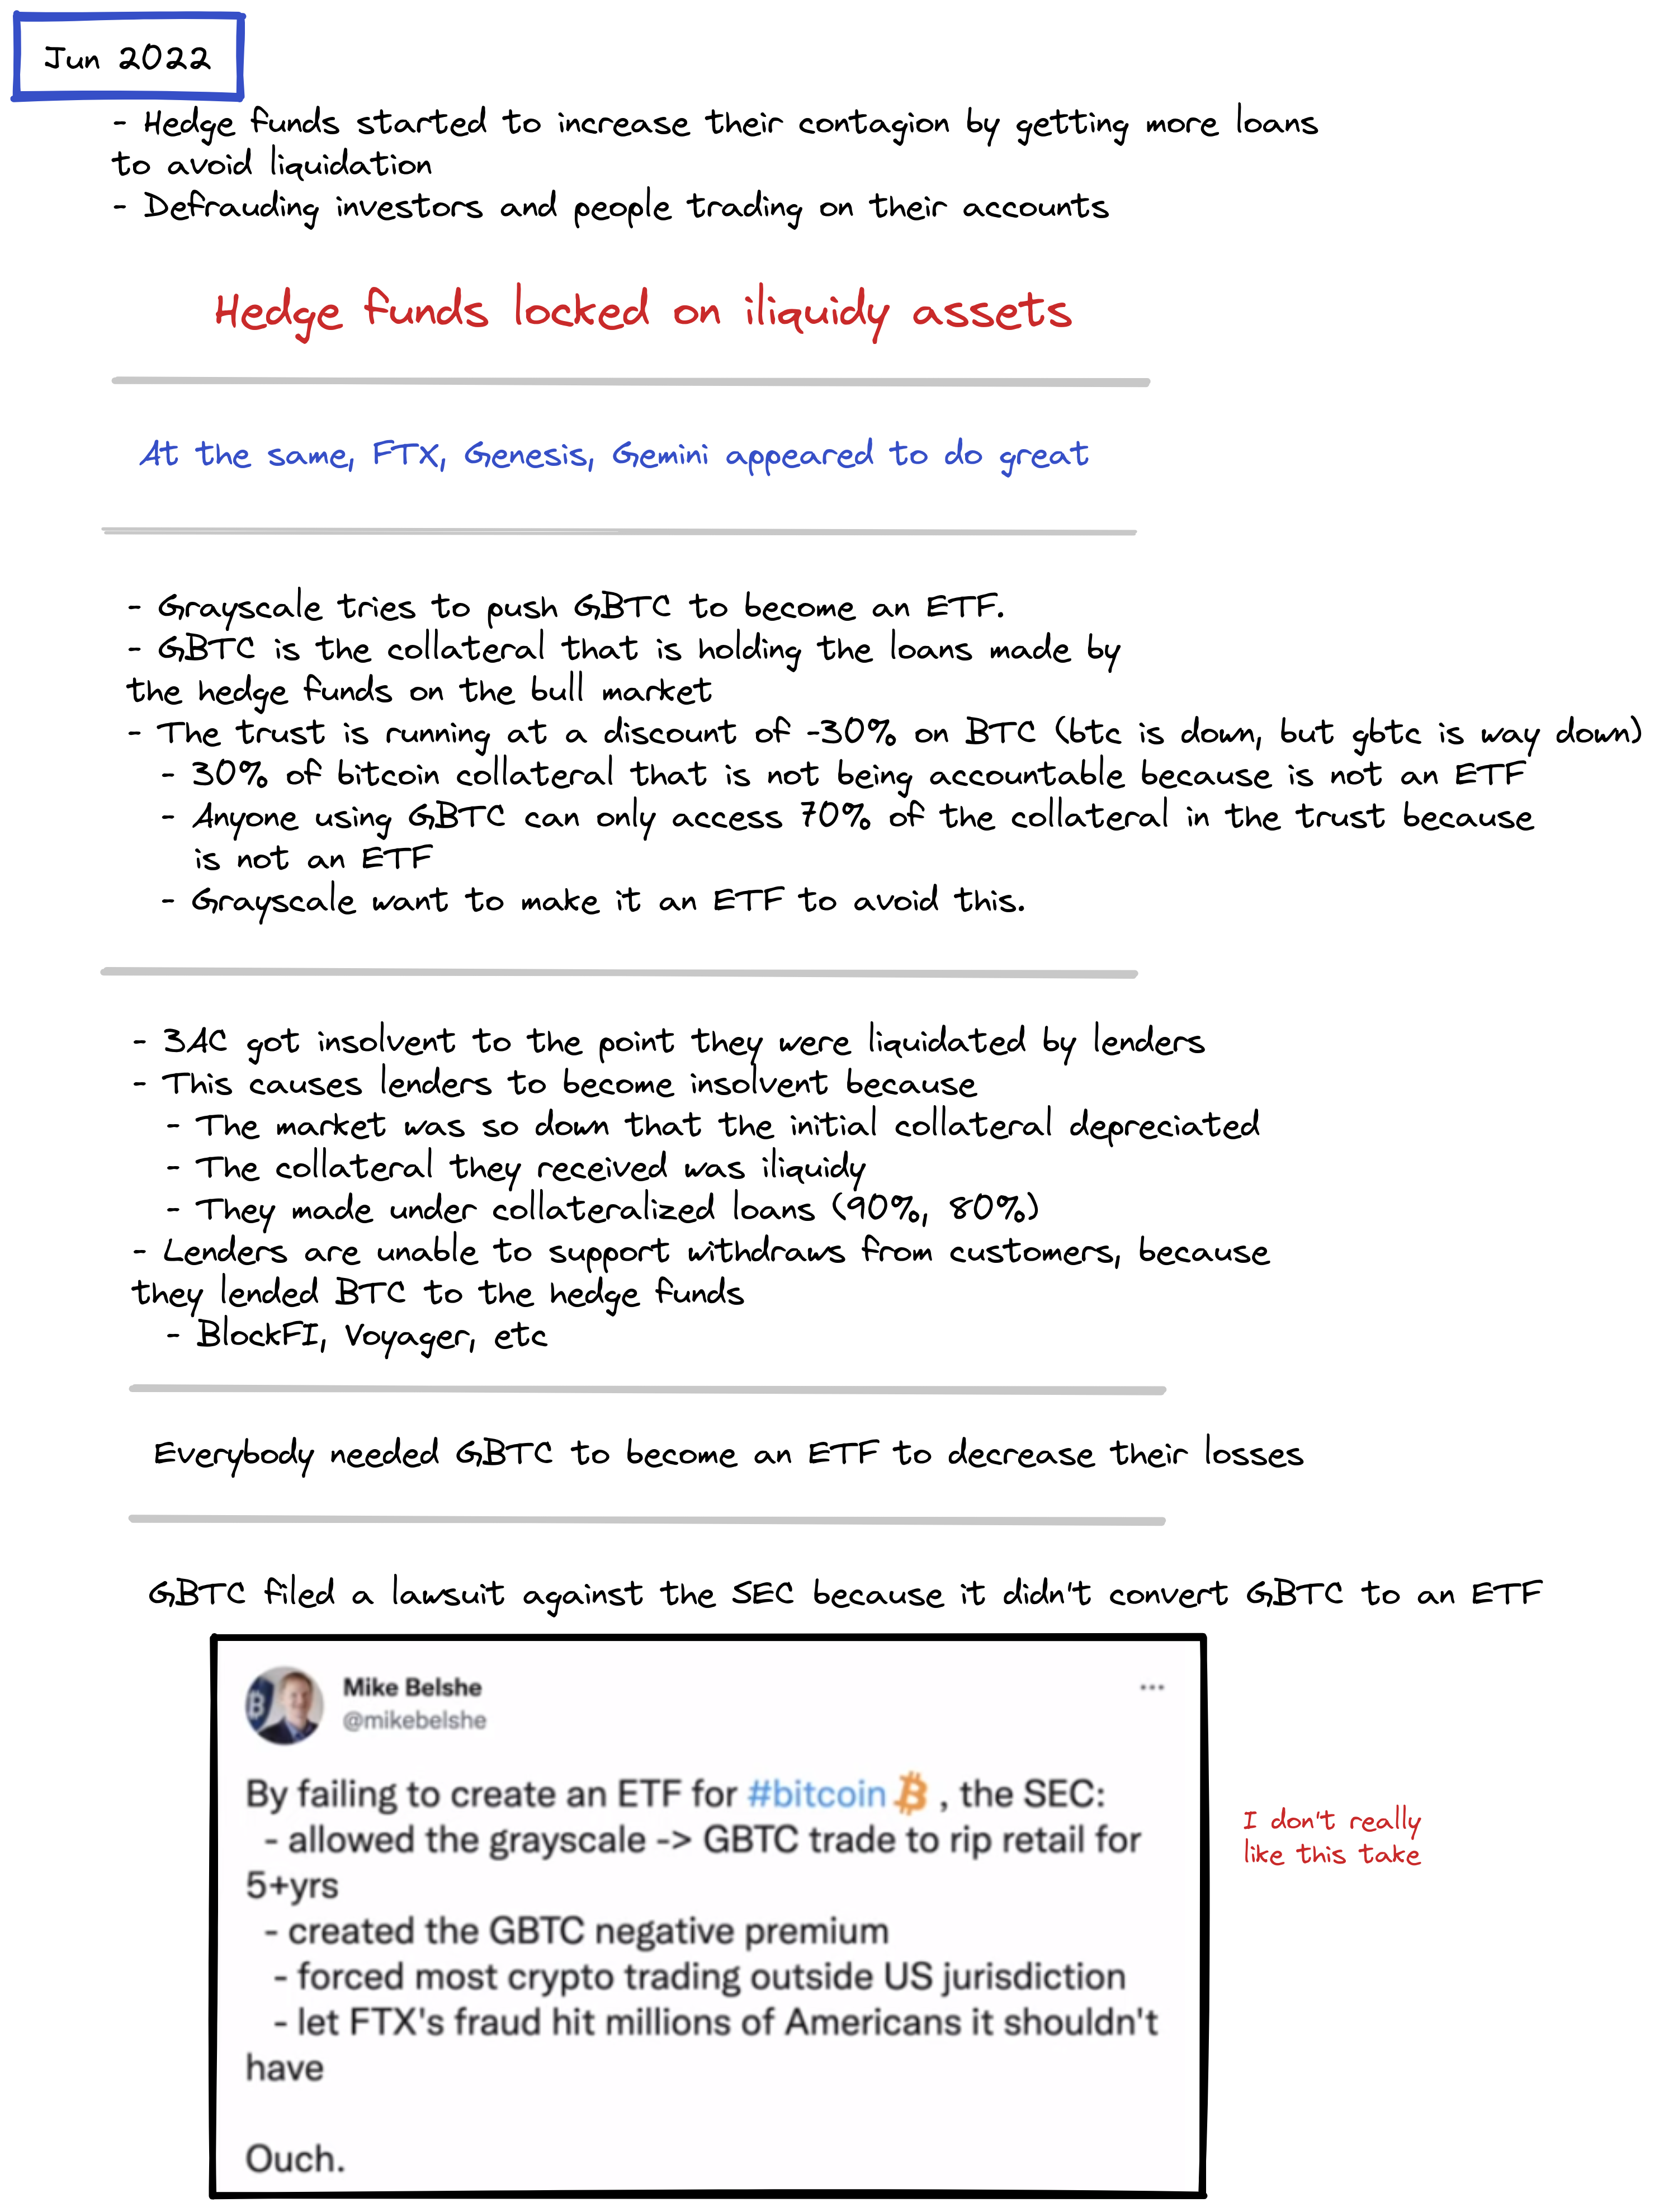 Jun 2022
- Hedge funds started to increase their contagion by getting more loans
to avoid liquidation
- Defrauding investors and people trading on their accounts
Hedge funds locked on iliquidy assets
At the same, FTX, Genesis, Gemini appeared to do great
- Grayscale tries to push GBTC to become an ETF.
- GBTC is the collateral that is holding the loans made by
the hedge funds on the bull market
- The trust is running at a discount of -30% on BTC (btc is down, but gbtc is way down)
- 30% of bitcoin collateral that is not being accountable because is not an ETF
- Anyone using GBTC can only access 70% of the collateral in the trust because
is not an ETF
- Grayscale want to make it an ETF to avoid this.
- 3AC got insolvent to the point they were liquidated by lenders
- This causes lenders to become insolvent because
- The market was so down that the initial collateral depreciated
- The collateral they received was iliquidy
- They made under collateralized loans (90%, 80%)
- Lenders are unable to support withdraws from customers, because
they lended BTC to the hedge funds
- BlockFI, Voyager, etc
Everybody needed GBTC to become an ETF to decrease their losses
GBTC filed a lawsuit against the SEC because it didn't convert GBTC to an ETF
Mike Belshe
@mikebelshe
By failing to create an ETF for #bitcoin ₿ , the SEC:
- allowed the grayscale -> GBTC trade to rip retail for
5+yrs
- created the GBTC negative premium
- forced most crypto trading outside US jurisdiction
- let FTX's fraud hit millions of Americans it shouldn't
have
Ouch.
I don't really
like this take